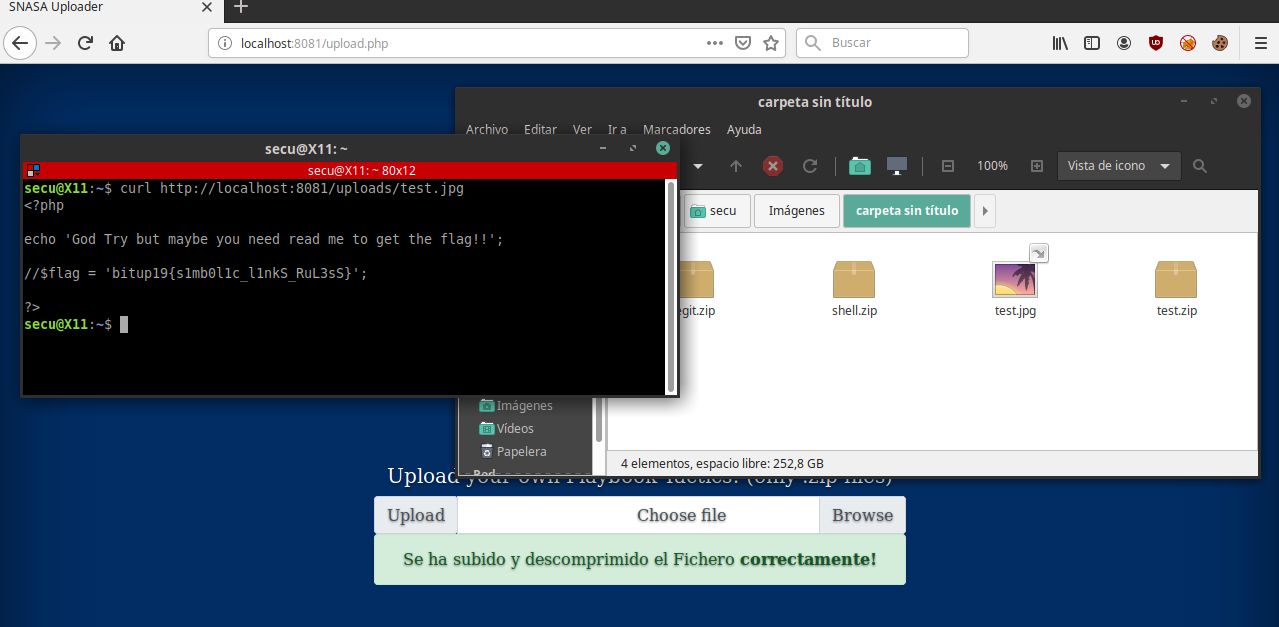 SNASA Uploader
localhost:8081/upload.php
Buscar
carpeta sin título
Archivo Editar Ver Ir a Marcadores Ayuda
100% Vista de icono
secu Imágenes carpeta sin título
secu@X11: ~
secu@X11: ~ 80x12
secu@X11:~$ curl http://localhost:8081/uploads/test.jpg
<?php
echo 'God Try but maybe you need read me to get the flag!!';
//$flag = 'bitup19{s1mb0l1c_l1nkS_RuL3sS}';
?>
secu@X11:~$
egit.zip shell.zip test.jpg test.zip
Imágenes
Vídeos
Papelera
Red
4 elementos, espacio libre: 252,8 GB
Upload your own Playbook Tactics! (only .zip files)
Upload Choose file Browse
Se ha subido y descomprimido el Fichero correctamente!